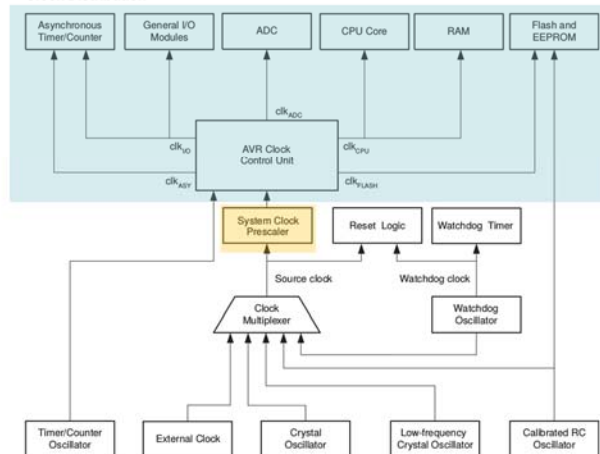 Asynchronous
Timer/Counter
General I/O
Modules
ADC
CPU Core
RAM
Flash and
EEPROM
clkADC
clkI/O
AVR Clock
Control Unit
clkCPU
clkASY
clkFLASH
System Clock
Prescaler
Reset Logic
Watchdog Timer
Source clock
Watchdog clock
Clock
Multiplexer
Watchdog
Oscillator
Timer/Counter
Oscillator
External Clock
Crystal
Oscillator
Low-frequency
Crystal Oscillator
Calibrated RC
Oscillator